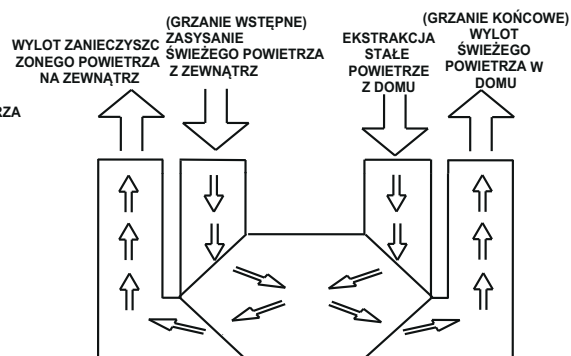 WYLOT ZANIECZYSZC
ZONEGO POWIETRZA
NA ZEWNĄTRZ
(GRZANIE WSTĘPNE)
ZASYSANIE
ŚWIEŻEGO POWIETRZA
Z ZEWNĄTRZ
EKSTRAKCJA
STAŁE
POWIETRZE
Z DOMU
(GRZANIE KOŃCOWE)
WYLOT
ŚWIEŻEGO
POWIETRZA W
DOMU